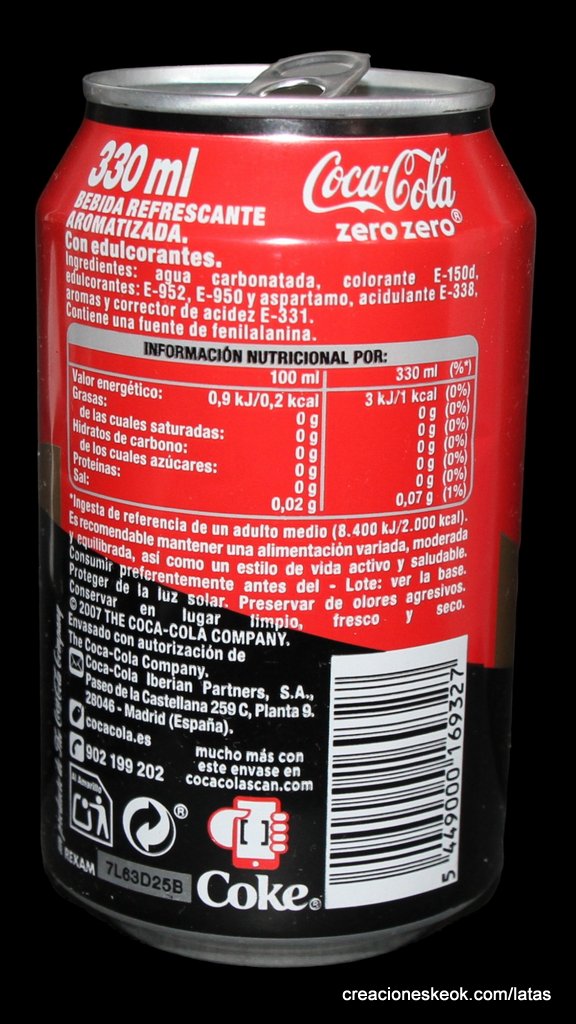 330 ml
BEBIDA REFRESCANTE
AROMATIZADA.
Con edulcorantes.
Coca-Cola
zero zero®
Ingredientes: agua carbonatada, colorante E-150d,
edulcorantes: E-952, E-950 y aspartamo, acidulante E-338,
aromas y corrector de acidez E-331.
Contiene una fuente de fenilalanina.
INFORMACIÓN NUTRICIONAL POR:
100 ml 330 ml (%*)
Valor energético: 0,9 kJ/0,2 kcal 3 kJ/1 kcal (0%)
Grasas: 0 g 0 g (0%)
de las cuales saturadas: 0 g 0 g (0%)
Hidratos de carbono: 0 g 0 g (0%)
de los cuales azúcares: 0 g 0 g (0%)
Proteínas: 0 g 0 g (0%)
Sal: 0,02 g 0,07 g (1%)
*Ingesta de referencia de un adulto medio (8.400 kJ/2.000 kcal).
Es recomendable mantener una alimentación variada, moderada
y equilibrada, así como un estilo de vida activo y saludable.
Consumir preferentemente antes del - Lote: ver la base.
Proteger de la luz solar. Preservar de olores agresivos.
Conservar en lugar limpio, fresco y seco.
© 2007 THE COCA-COLA COMPANY.
Envasado con autorización de
The Coca-Cola Company.
Coca-Cola Iberian Partners, S.A.,
Paseo de la Castellana 259 C, Planta 9.
28046 - Madrid (España).
cocacola.es
902 199 202
mucho más con
este envase en
cocacolascan.com
Al Amarillo
®
REXAM
7L63D25B
Coke®
5 449000 169327
producto de The Coca-Cola Company
creacioneskeok.com/latas